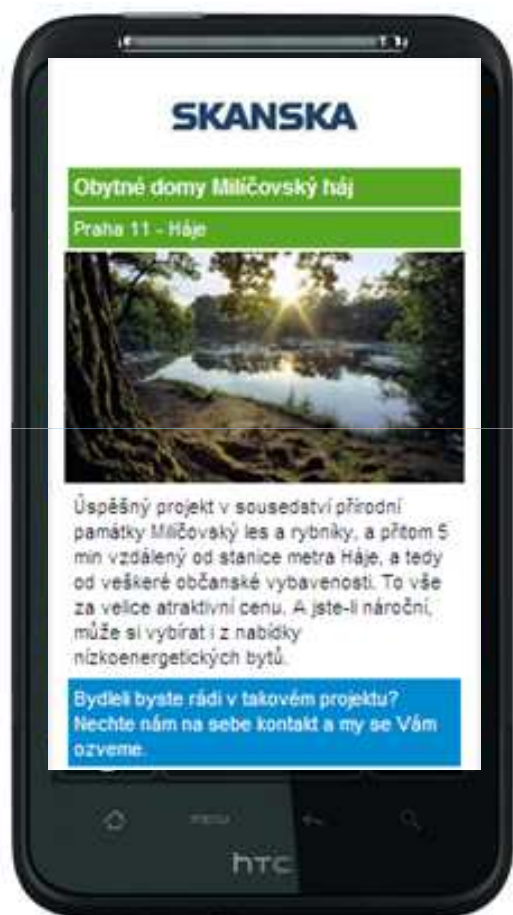 SKANSKA
Obytné domy Milíčovský háj
Praha 11 - Háje
Úspěšný projekt v sousedství přírodní
památky Milíčovský les a rybníky, a přitom 5
min vzdálený od stanice metra Háje, a tedy
od veškeré občanské vybavenosti. To vše
za velice atraktivní cenu. A jste-li nároční,
může si vybírat i z nabídky
nízkoenergetických bytů.
Bydleli byste rádi v takovém projektu?
Nechte nám na sebe kontakt a my se Vám
ozveme.
MENU
hTC